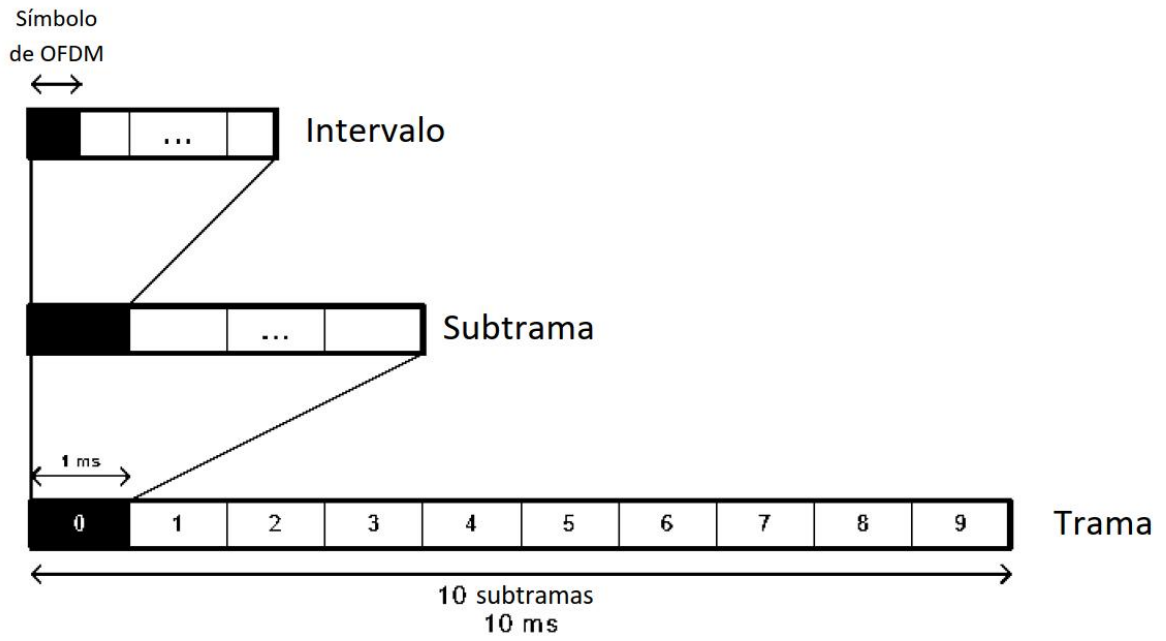 Símbolo
de OFDM
...
Intervalo
...
Subtrama
1 ms
0 1 2 3 4 5 6 7 8 9
Trama
10 subtramas
10 ms